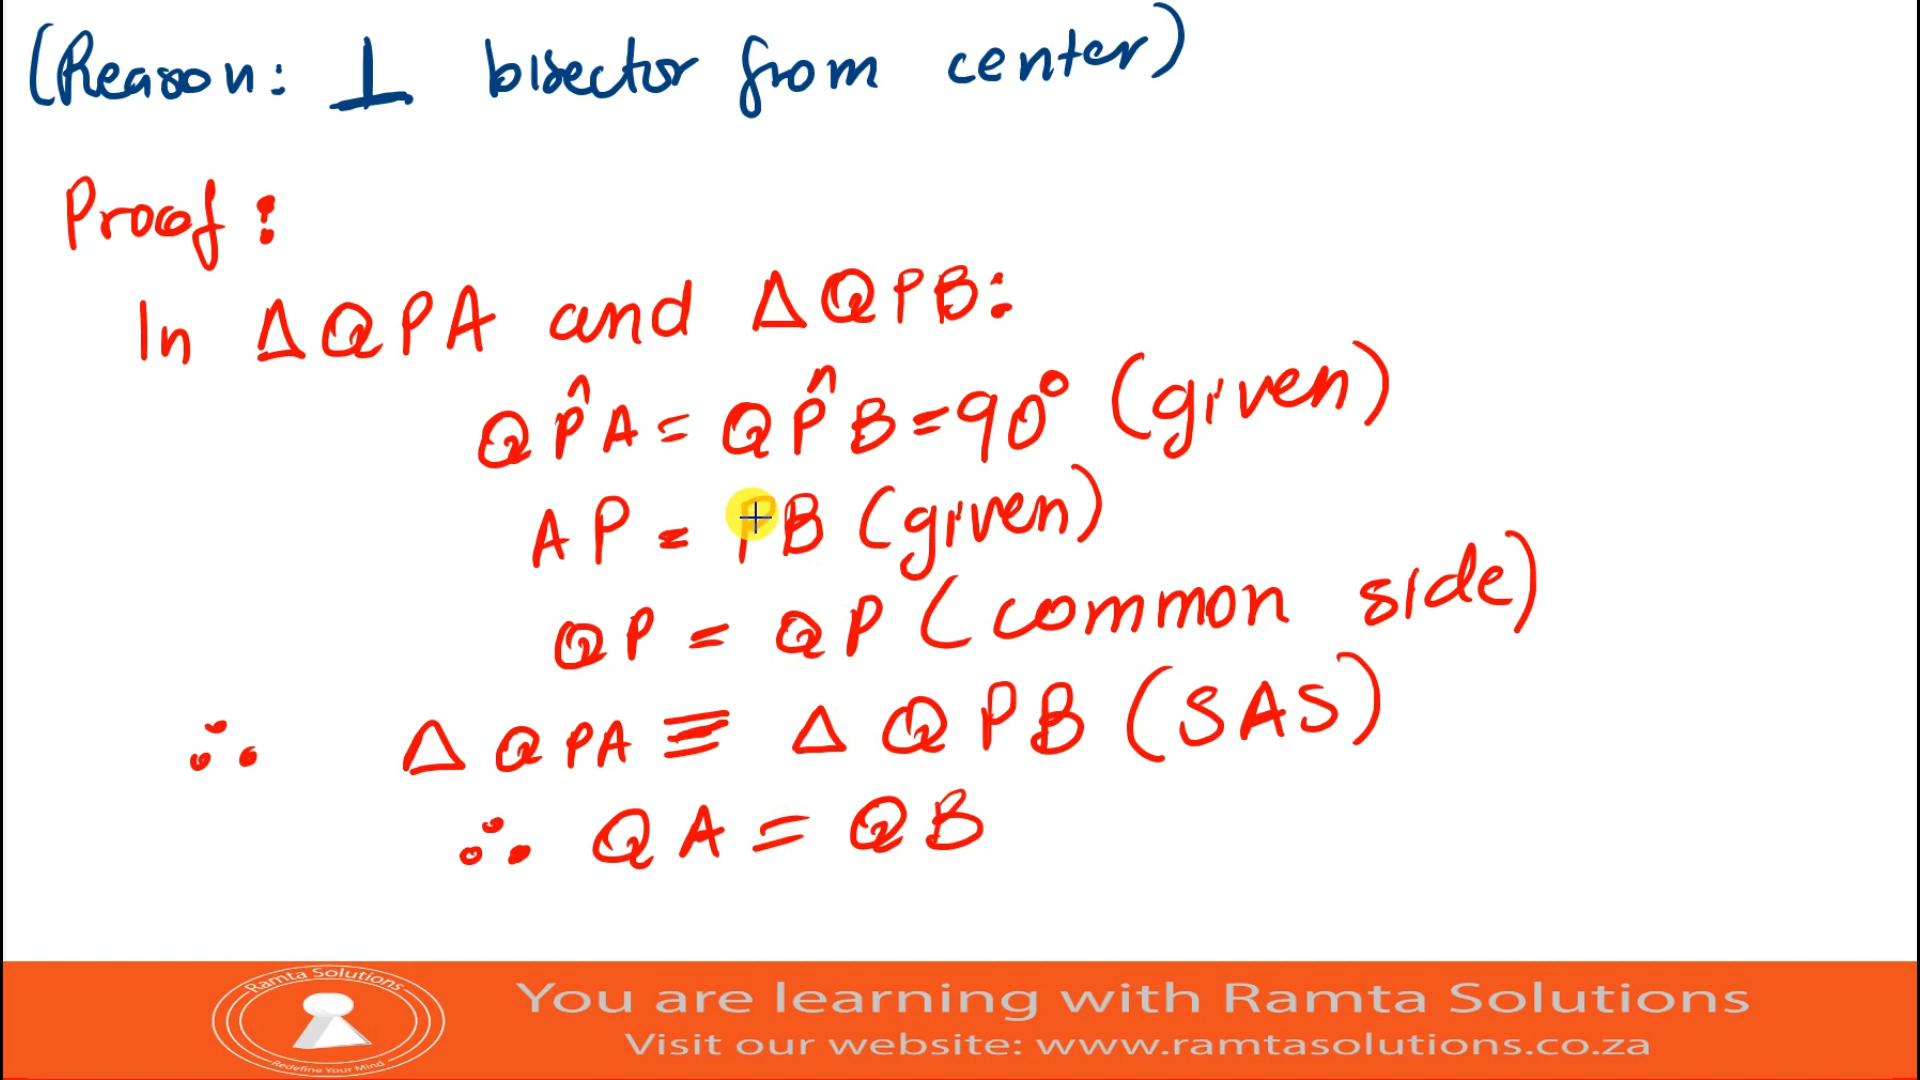 (Reason: ⊥ bisector from center)
Proof:
In ΔQPA and ΔQPB:
QP̂A = QP̂B = 90° (given)
AP = PB (given)
QP = QP (common side)
∴ ΔQPA ≡ ΔQPB (SAS)
∴ QA = QB
Ramta Solutions
Redefine Your Mind
You are learning with Ramta Solutions
Visit our website: www.ramtasolutions.co.za